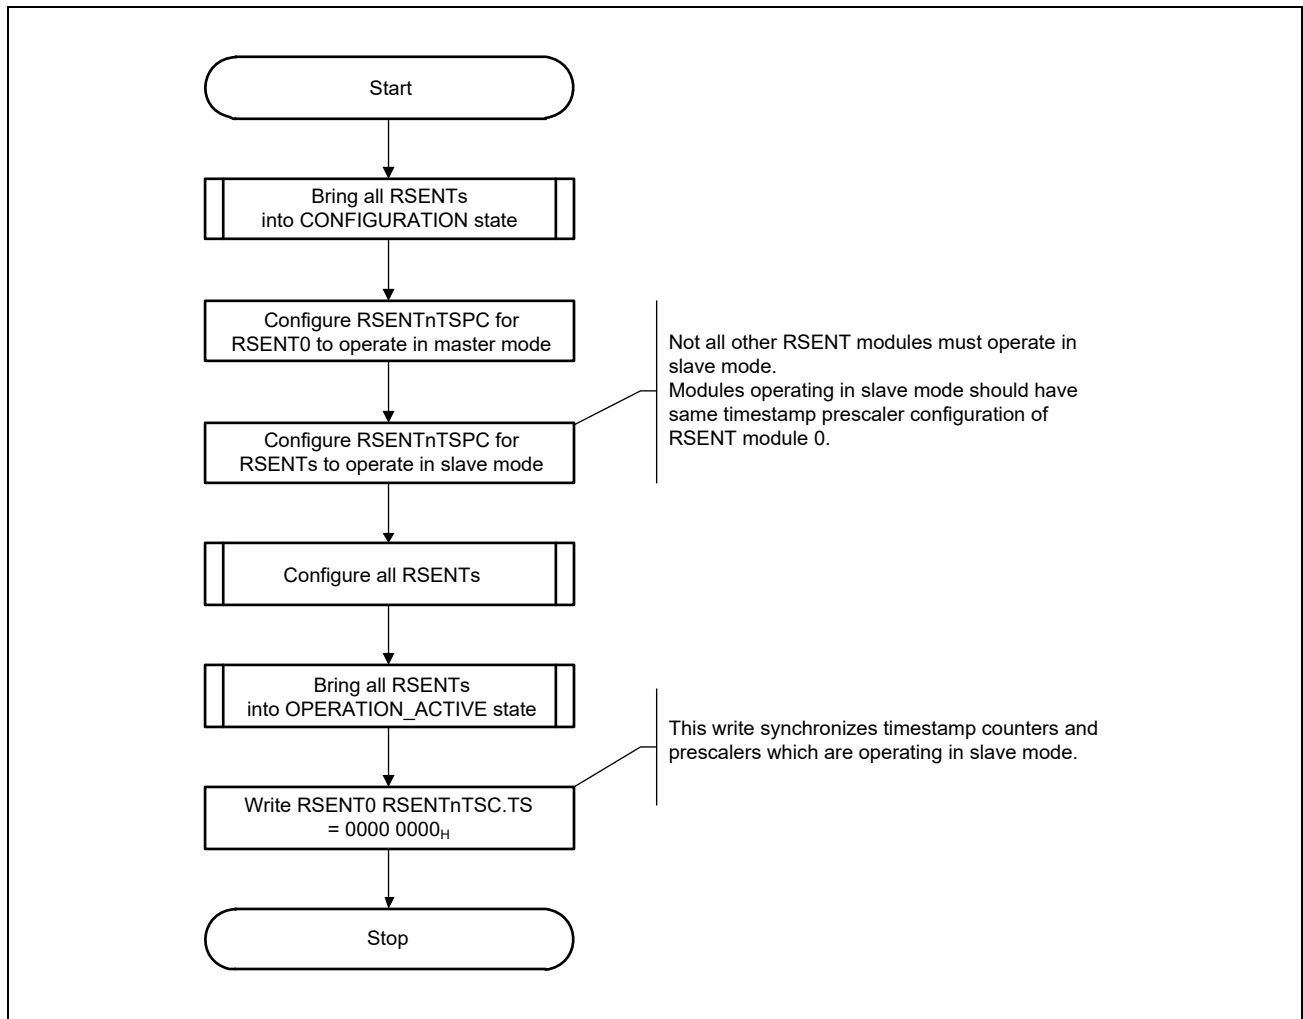 Start
Bring all RSENTs
into CONFIGURATION state
Configure RSENTnTSPC for
RSENT0 to operate in master mode
Not all other RSENT modules must operate in
slave mode.
Modules operating in slave mode should have
same timestamp prescaler configuration of
RSENT module 0.
Configure RSENTnTSPC for
RSENTs to operate in slave mode
Configure all RSENTs
Bring all RSENTs
into OPERATION_ACTIVE state
This write synchronizes timestamp counters and
prescalers which are operating in slave mode.
Write RSENT0 RSENTnTSC.TS
= 0000 0000H
Stop